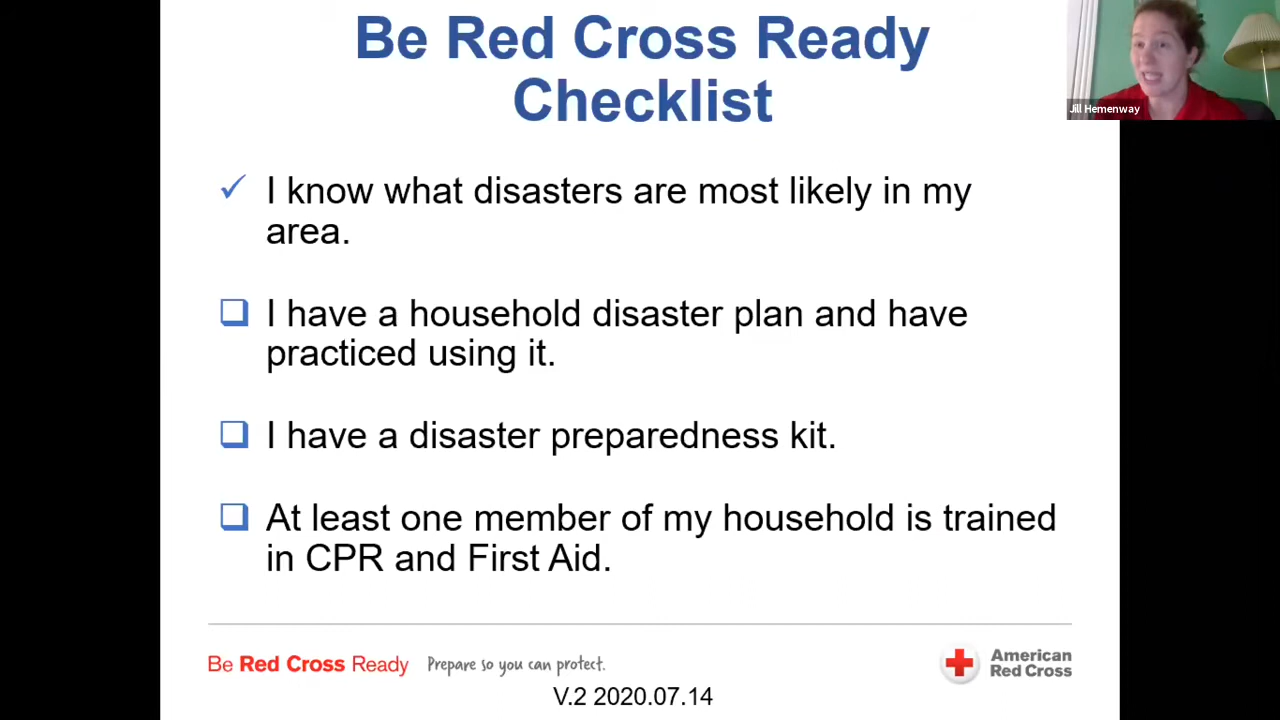 Be Red Cross Ready
Checklist
Jill Hemenway
✓ I know what disasters are most likely in my
area.
❑ I have a household disaster plan and have
practiced using it.
❑ I have a disaster preparedness kit.
❑ At least one member of my household is trained
in CPR and First Aid.
Be Red Cross Ready Prepare so you can protect.
American
Red Cross
V.2 2020.07.14